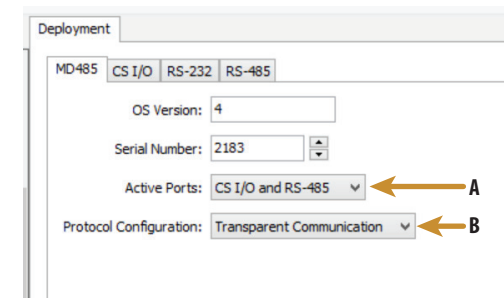 Deployment
MD485 CS I/O RS-232 RS-485
OS Version: 4
Serial Number: 2183
Active Ports: CS I/O and RS-485 A
Protocol Configuration: Transparent Communication B